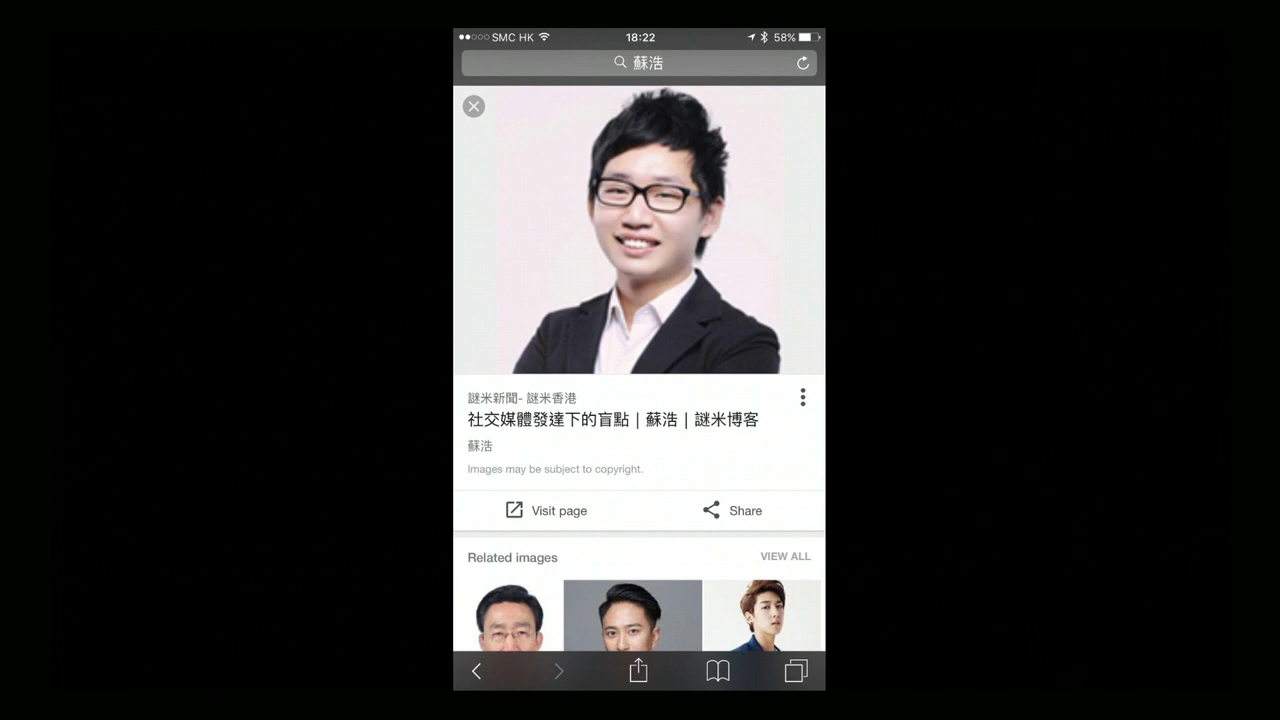 SMC HK 18:22 58%
蘇浩
謎米新聞- 謎米香港
社交媒體發達下的盲點 | 蘇浩 | 謎米博客
蘇浩
Images may be subject to copyright.
Visit page Share
Related images VIEW ALL